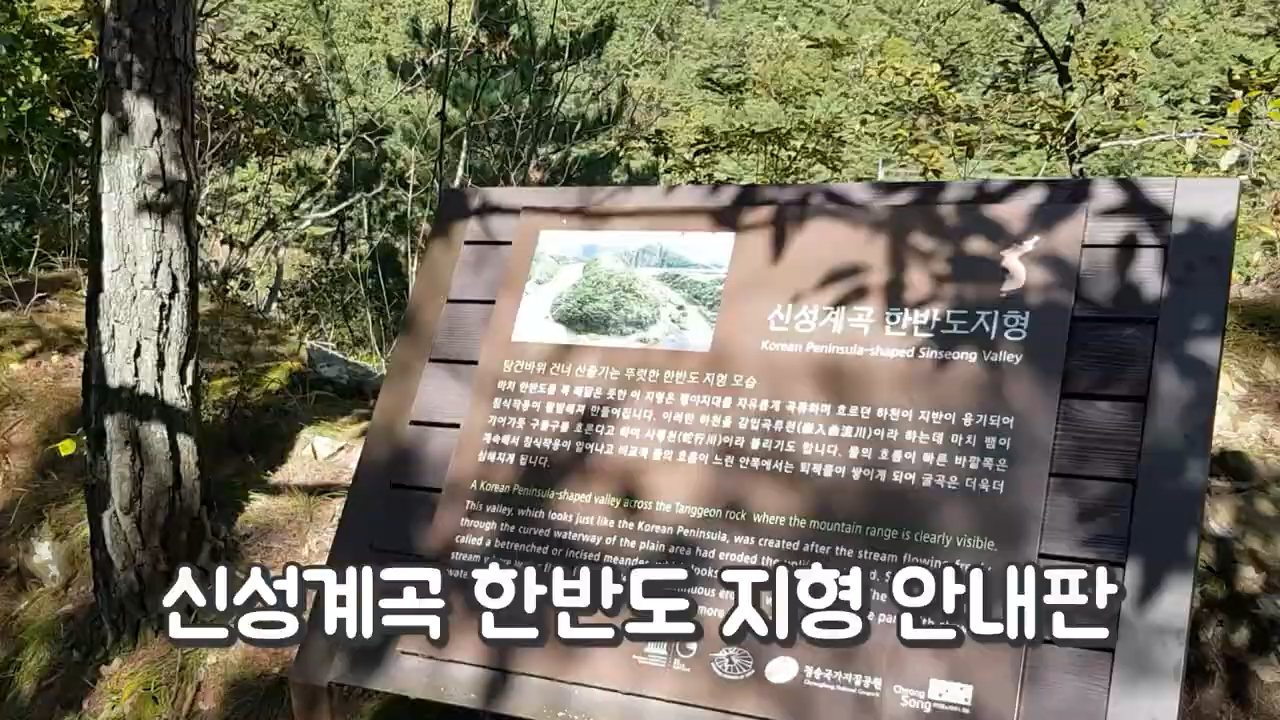 신성계곡 한반도지형
Korean Peninsula-shaped Sinseong Valley
탐건바위 건너 산줄기는 뚜렷한 한반도 지형 모습
마치 한반도를 꼭 빼닮은 듯한 이 지형은 평야지대를 자유롭게 곡류하며 흐르던 하천이 지반이 융기되어
침식작용이 활발해져 만들어집니다. 이러한 하천을 감입곡류천(嵌入曲流川)이라 하는데 마치 뱀이
기어가듯 구불구불 흐른다고 하여 사행천(蛇行川)이라 불리기도 합니다. 물의 흐름이 빠른 바깥쪽은
계속해서 침식작용이 일어나고 비교적 물의 흐름이 느린 안쪽에서는 퇴적물이 쌓이게 되어 굴곡은 더욱더
심해지게 됩니다.
A Korean Peninsula-shaped valley across the Tanggeon rock where the mountain range is clearly visible.
This valley, which looks just like the Korean Peninsula, was created after the stream flowing
through the curved waterway of the plain area had eroded the
called a betrenched or incised meander, looks
stream
more
신성계곡 한반도 지형 안내판
청송국가지질공원
Cheongsong National Geopark
Cheong
Song